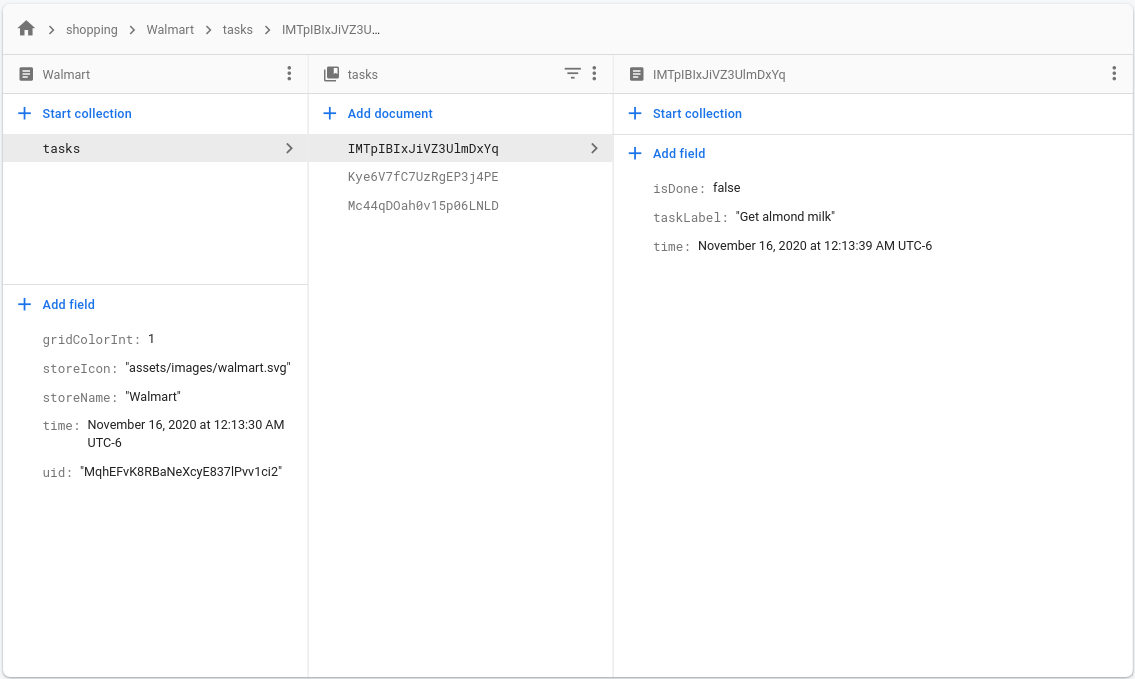 shopping > Walmart > tasks > IMTpIBIxJiVZ3U...
Walmart
tasks
IMTpIBIxJiVZ3UlmDxYq
+ Start collection
+ Add document
+ Start collection
tasks
IMTpIBIxJiVZ3UlmDxYq
Kye6V7fC7UzRgEP3j4PE
Mc44qDOah0v15p06LNLD
+ Add field
isDone: false
taskLabel: "Get almond milk"
time: November 16, 2020 at 12:13:39 AM UTC-6
+ Add field
gridColorInt: 1
storeIcon: "assets/images/walmart.svg"
storeName: "Walmart"
time: November 16, 2020 at 12:13:30 AM
UTC-6
uid: "MqhEFvK8RBaNeXcyE837lPvv1ci2"